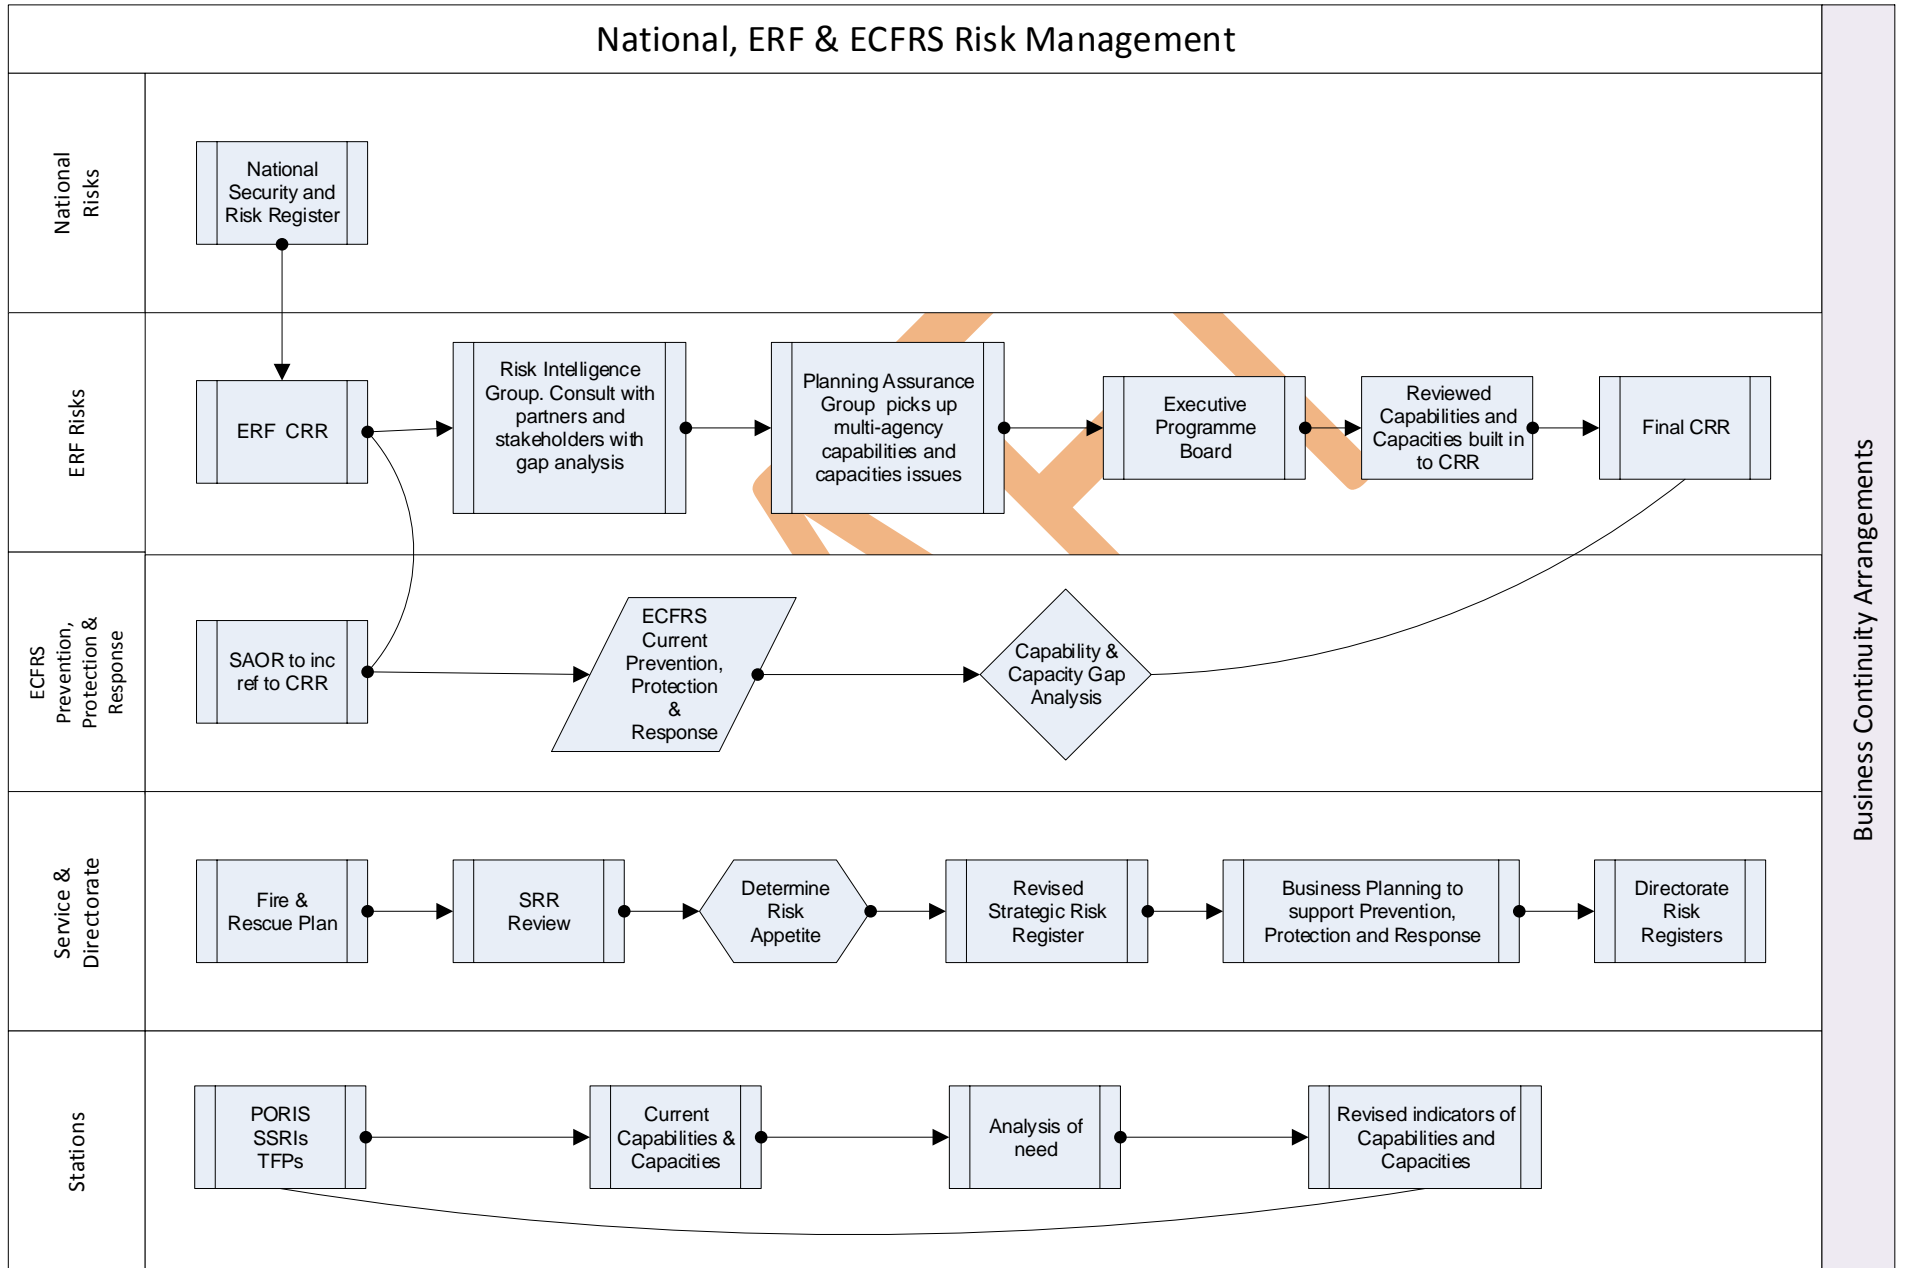 National, ERF & ECFRS Risk Management
National
Risks
National
Security and
Risk Register
ERF Risks
ERF CRR
Risk Intelligence
Group. Consult with
partners and
stakeholders with
gap analysis
Planning Assurance
Group picks up
multi-agency
capabilities and
capacities issues
Executive
Programme
Board
Reviewed
Capabilities and
Capacities built in
to CRR
Final CRR
ECFRS
Prevention,
Protection &
Response
SAOR to inc
ref to CRR
ECFRS
Current
Prevention,
Protection
&
Response
Capability &
Capacity Gap
Analysis
Service &
Directorate
Fire &
Rescue Plan
SRR
Review
Determine
Risk
Appetite
Revised
Strategic Risk
Register
Business Planning to
support Prevention,
Protection and Response
Directorate
Risk
Registers
Stations
PORIS
SSRIs
TFPs
Current
Capabilities &
Capacities
Analysis of
need
Revised indicators of
Capabilities and
Capacities
Business Continuity Arrangements